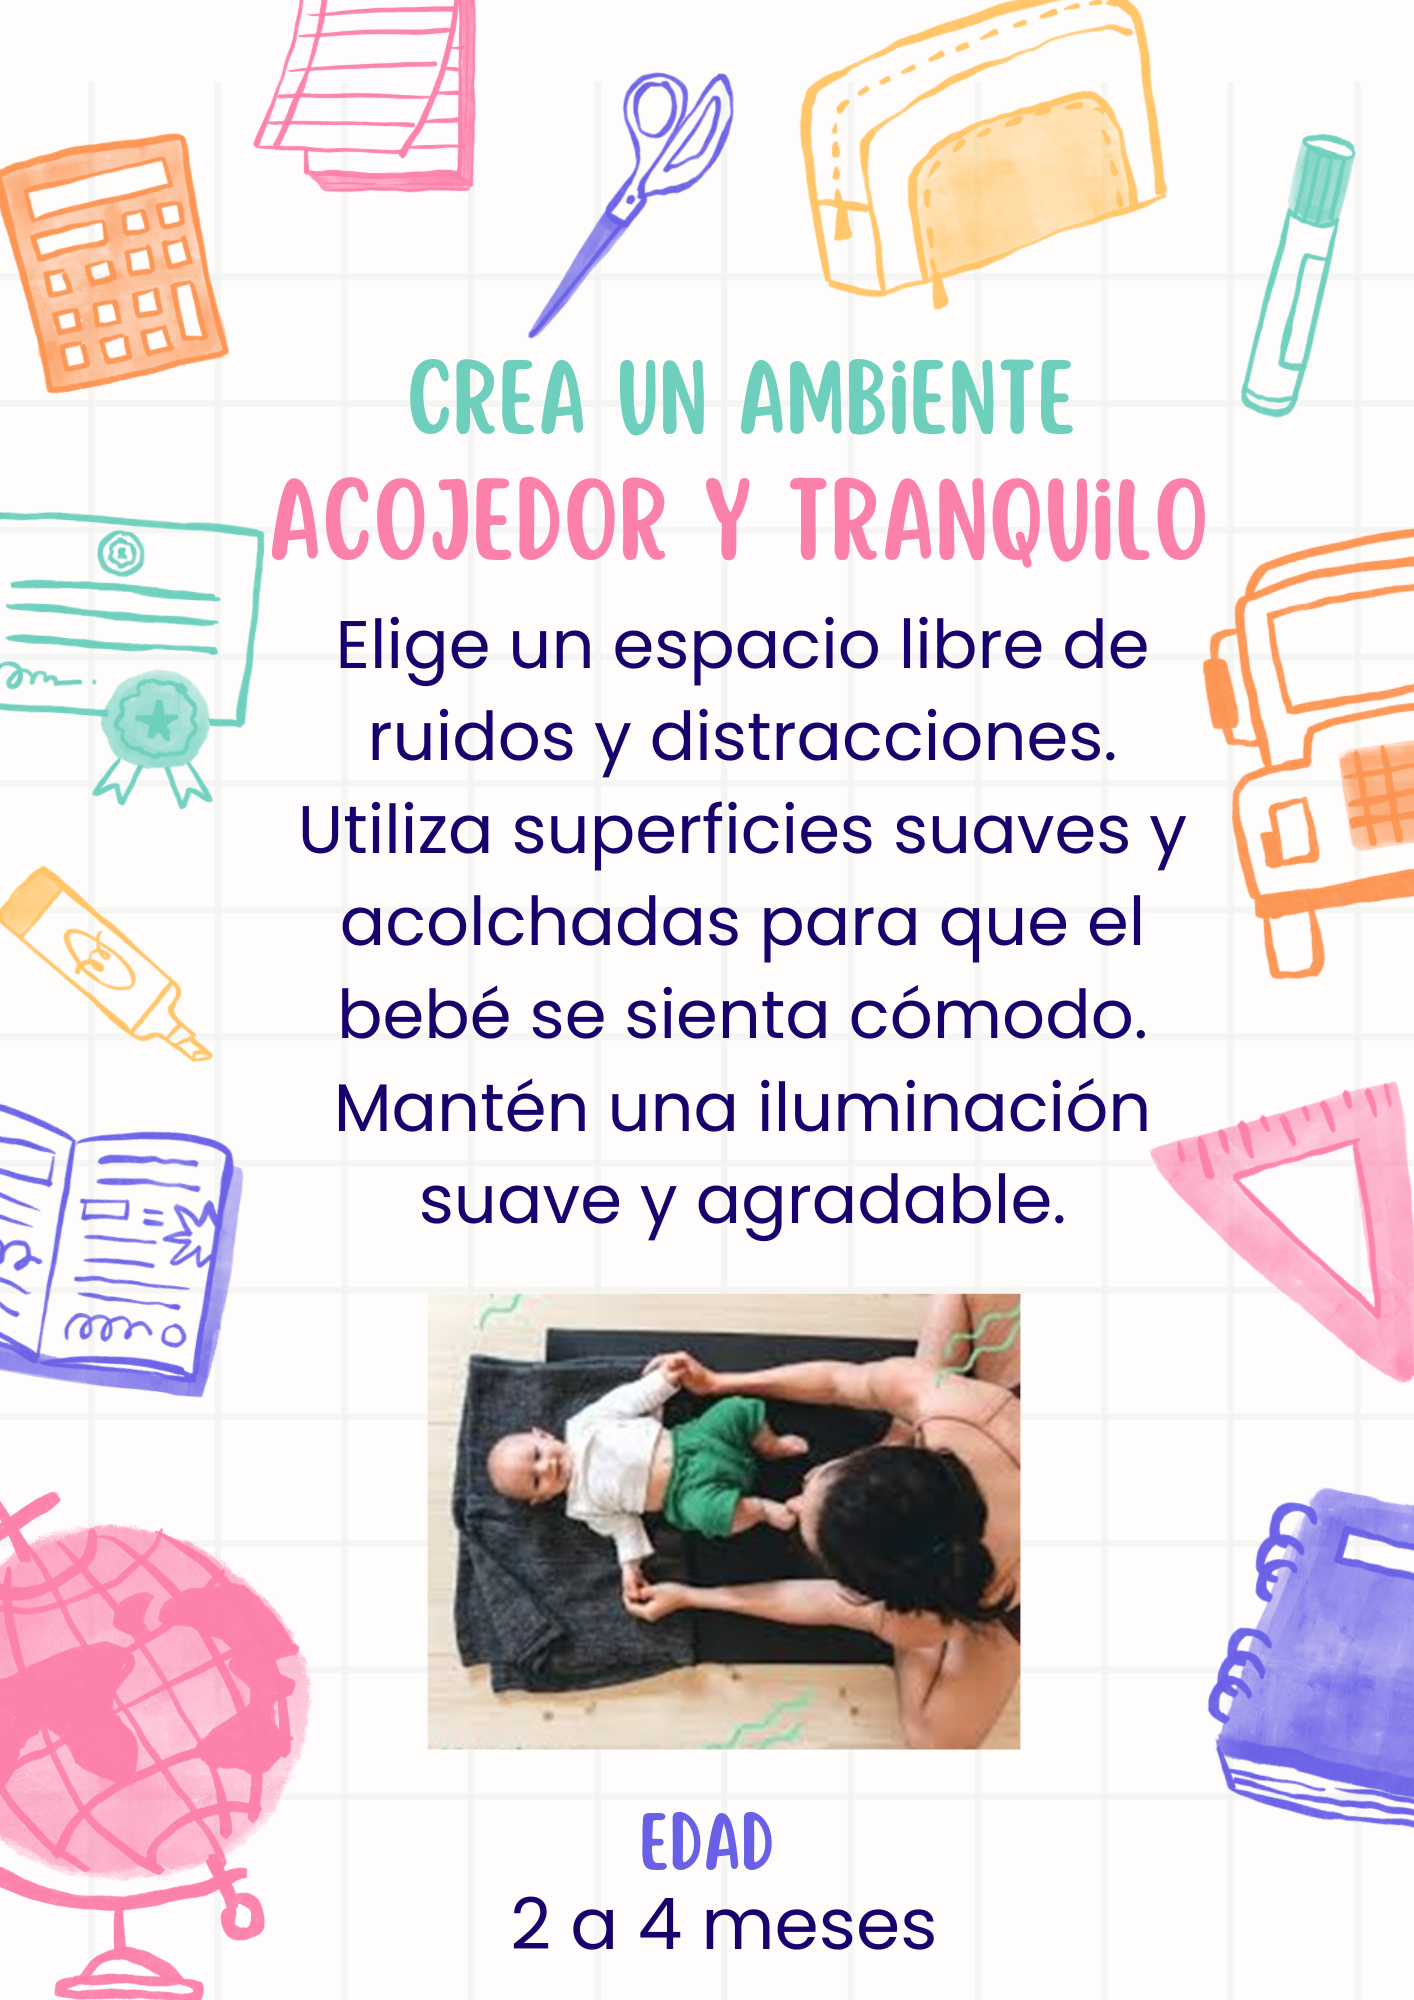 CREA UN AMBiENTE
ACOJEDOR Y TRANQUiLO
Elige un espacio libre de
ruidos y distracciones.
Utiliza superficies suaves y
acolchadas para que el
bebé se sienta cómodo.
Mantén una iluminación
suave y agradable.
EDAD
2 a 4 meses